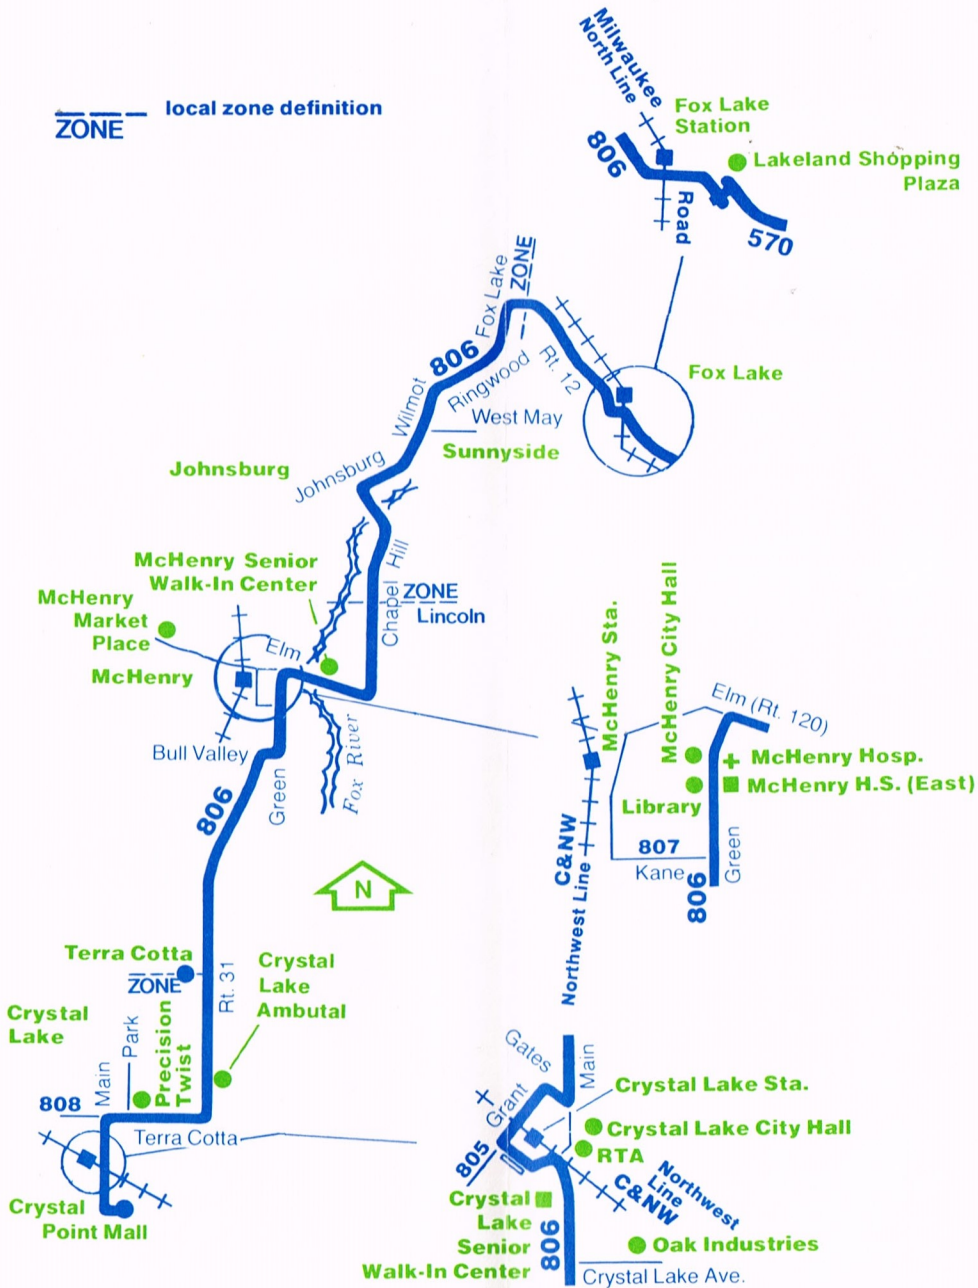 ZONE
local zone definition
Milwaukee
North Line
Fox Lake
Station
806
Lakeland Shopping
Plaza
Road
570
Fox Lake
ZONE
806
Ringwood
Rt. 12
Fox Lake
Wilmot
West May
Sunnyside
Johnsburg
Johnsburg
McHenry Senior
Walk-In Center
Hill
Chapel
ZONE
Lincoln
McHenry
Market
Place
Elm
McHenry
Bull Valley
Green
Fox River
806
McHenry Sta.
McHenry City Hall
Elm (Rt. 120)
McHenry Hosp.
McHenry H.S. (East)
Library
807
Kane
806
Green
C&NW
Northwest Line
N
Terra Cotta
ZONE
Rt. 31
Crystal
Lake
Ambutal
Crystal
Lake
Main
Park
Precision
Twist
808
Terra Cotta
Crystal
Point Mall
Gates
Main
Grant
Crystal Lake Sta.
Crystal Lake City Hall
RTA
805
Northwest
Line
C&NW
Crystal
Lake
Senior
Walk-In Center
806
Oak Industries
Crystal Lake Ave.